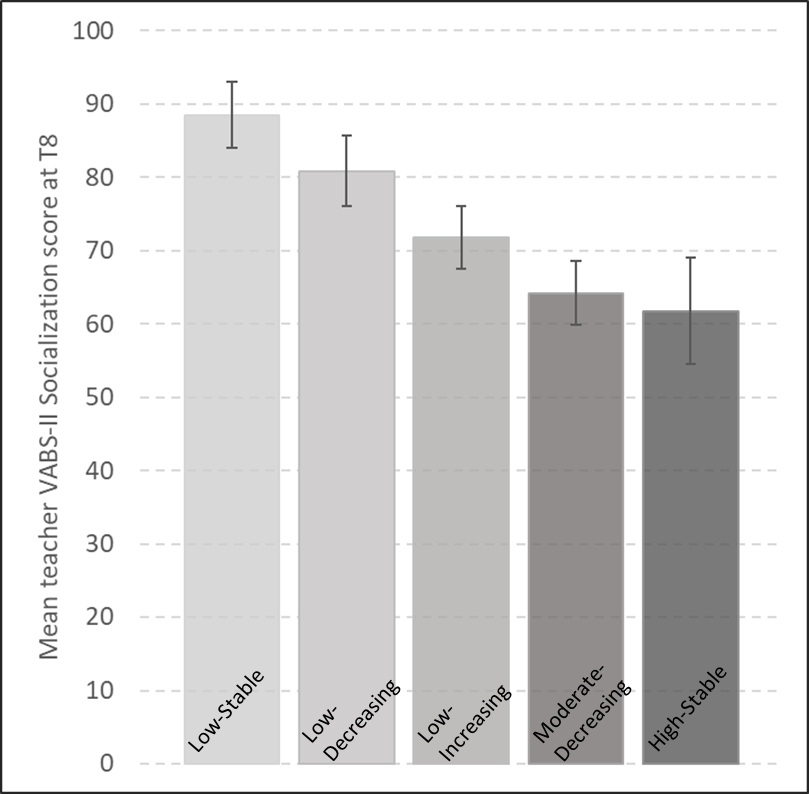 100
90
80
70
60
50
40
30
20
10
0
Mean teacher VABS-II Socialization score at T8
Low-Stable
Low-
Decreasing
Low-
Increasing
Moderate-
Decreasing
High-Stable